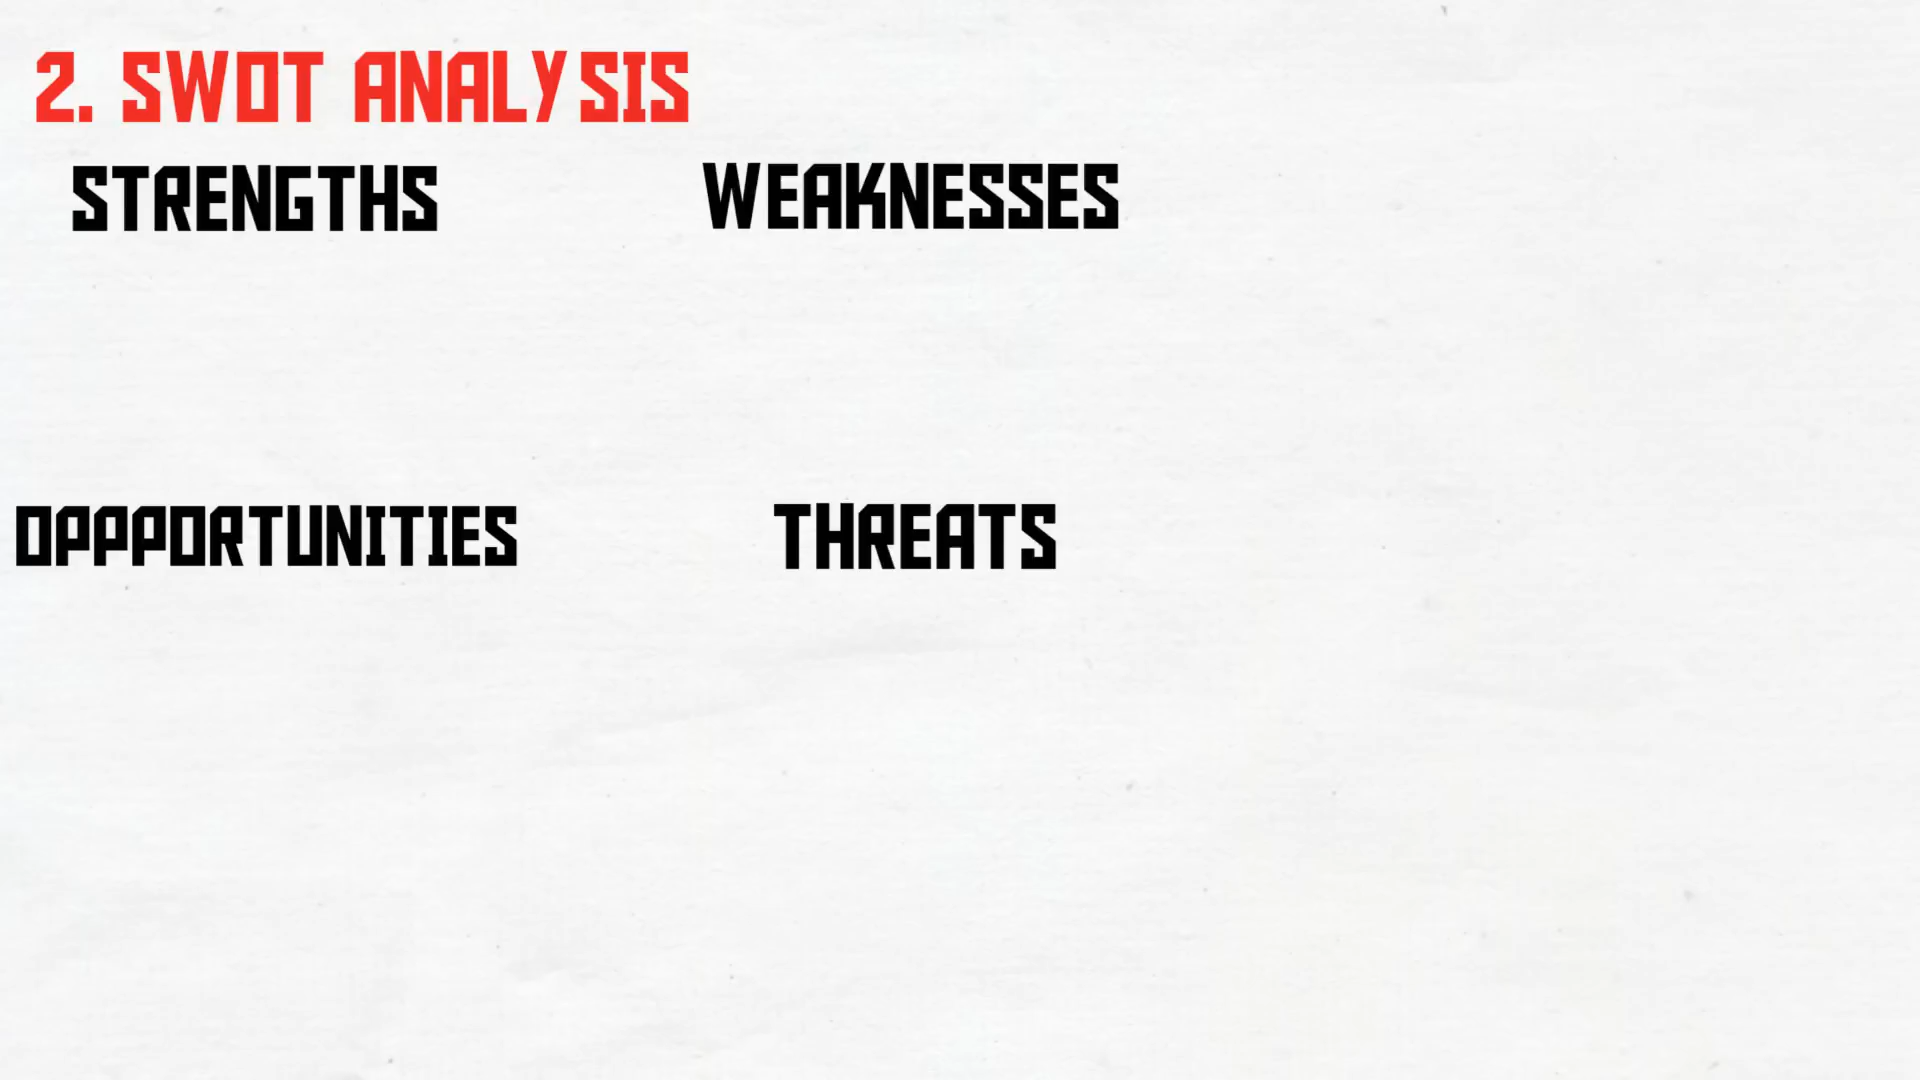 2. SWOT ANALYSIS
STRENGTHS
WEAKNESSES
OPPPORTUNITIES
THREATS